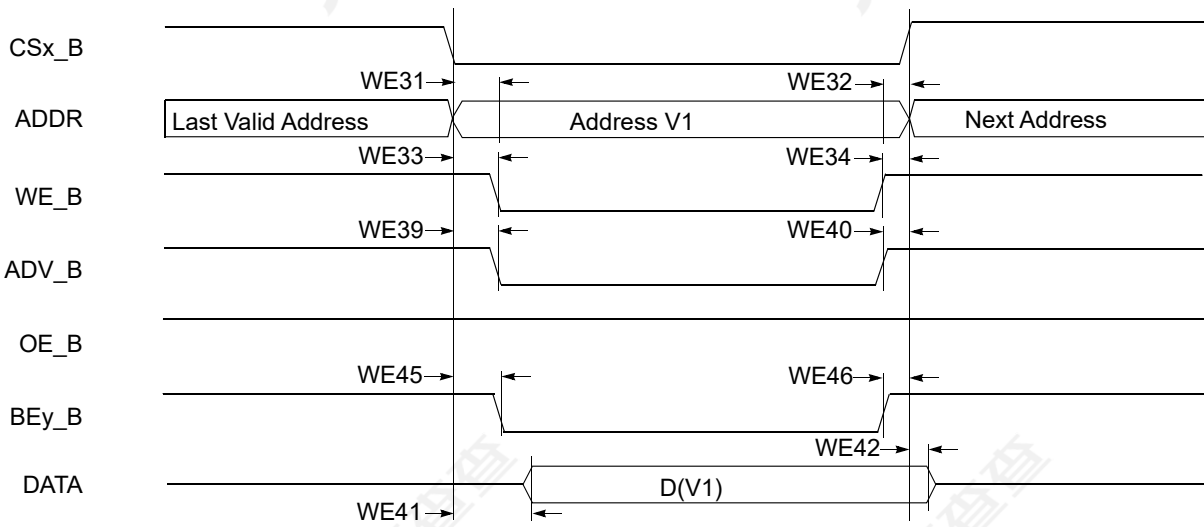 CSx_B
WE31 WE32
ADDR Last Valid Address Address V1 Next Address
WE33 WE34
WE_B
WE39 WE40
ADV_B
OE_B
WE45 WE46
BEy_B
WE42
DATA D(V1)
WE41